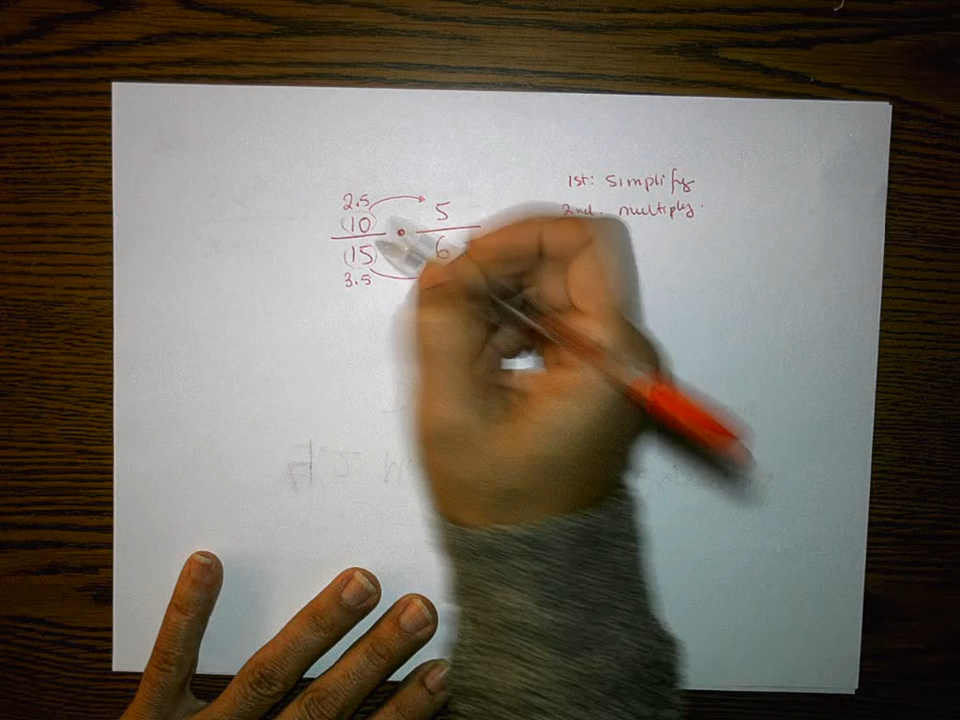 1st: Simplify
2nd: multiply.
2.5
(10) • 5
(15) 6
3.5